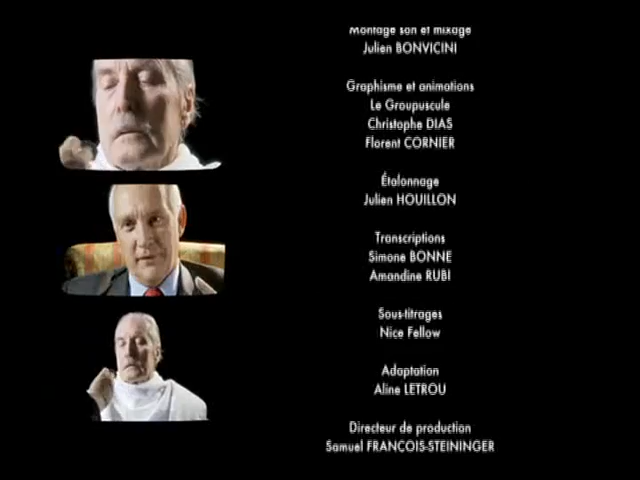 Montage son et mixage
Julien BONVICINI
Graphisme et animations
Le Groupuscule
Christophe DIAS
Florent CORNIER
Étalonnage
Julien HOUILLON
Transcriptions
Simone BONNE
Amandine RUBI
Sous-titrages
Nice Fellow
Adaptation
Aline LETROU
Directeur de production
Samuel FRANCOIS-STEININGER